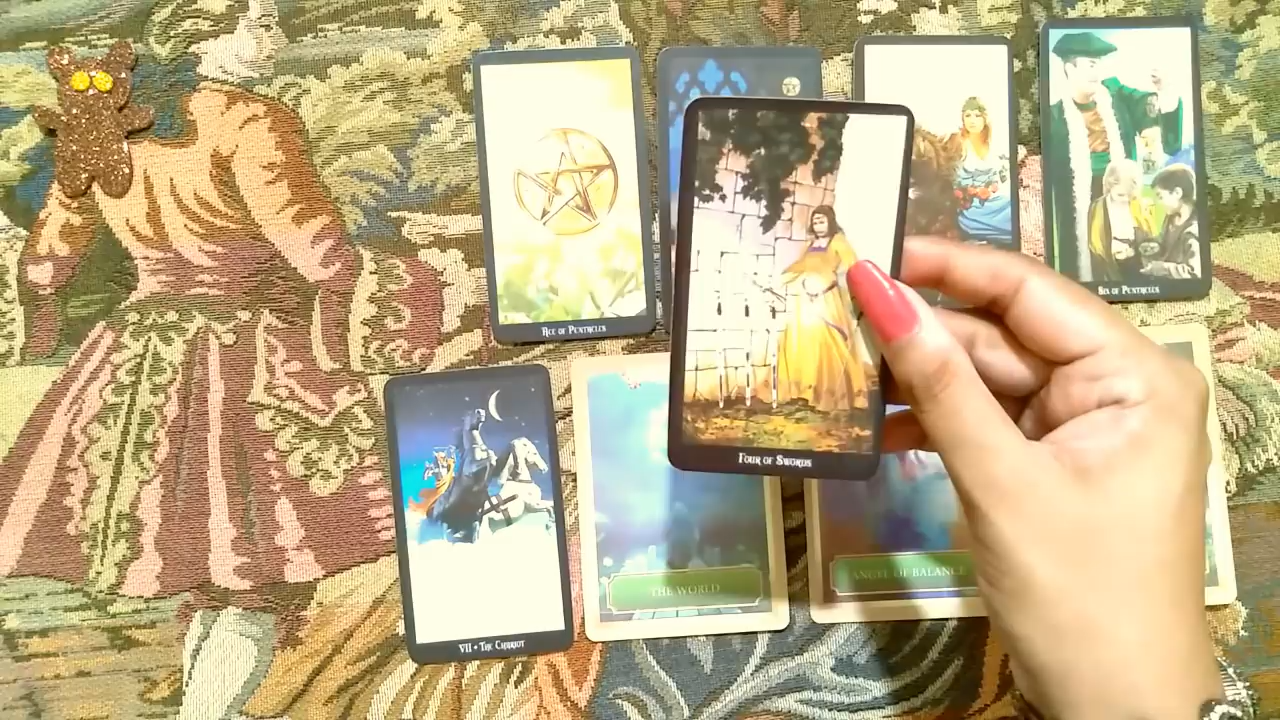 Ace of Pentacles
Six of Pentacles
Four of Swords
THE WORLD
ANGEL OF BALANCE
VII • The Chariot